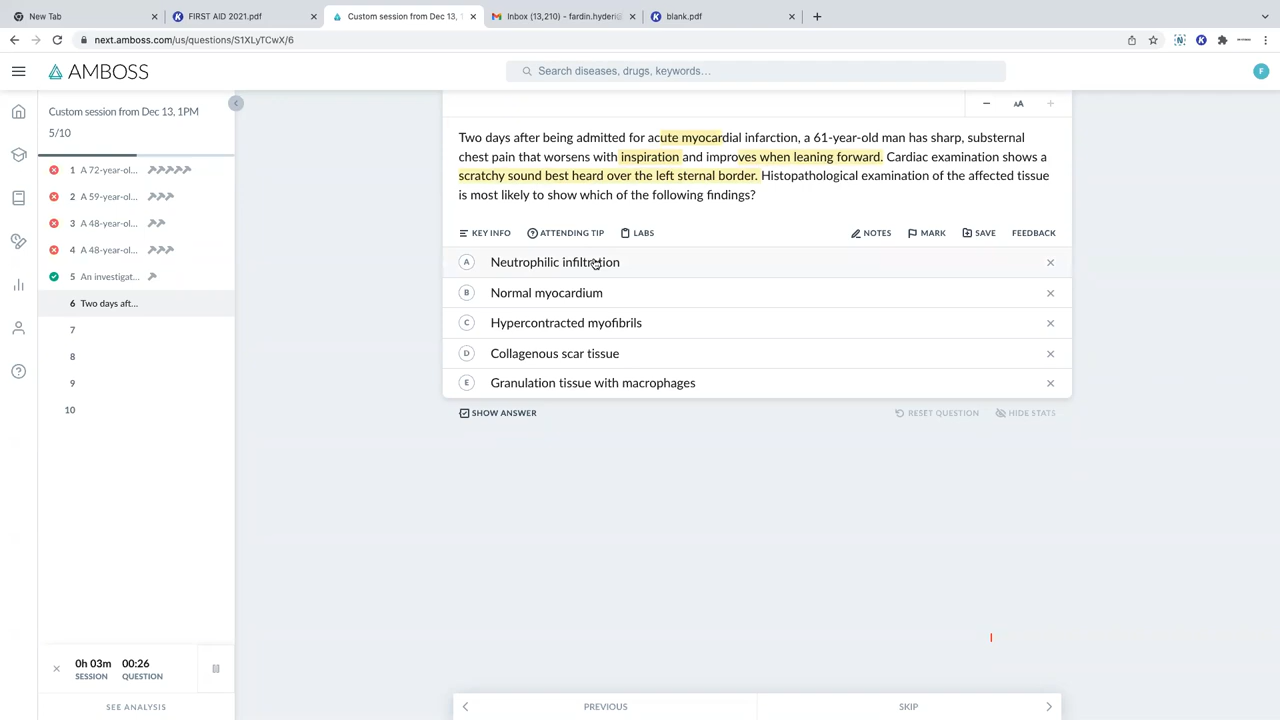 New Tab
FIRST AID 2021.pdf
Custom session from Dec 13, 1
Inbox (13,210) - fardin.hyderi@
blank.pdf
next.amboss.com/us/questions/S1XLyTCwX/6
AMBOSS
Search diseases, drugs, keywords…
F
Custom session from Dec 13, 1PM
5/10
1 A 72-year-ol...
2 A 59-year-ol...
3 A 48-year-ol...
4 A 48-year-ol...
5 An investigat...
6 Two days aft...
7
8
9
10
AA
Two days after being admitted for acute myocardial infarction, a 61-year-old man has sharp, substernal
chest pain that worsens with inspiration and improves when leaning forward. Cardiac examination shows a
scratchy sound best heard over the left sternal border. Histopathological examination of the affected tissue
is most likely to show which of the following findings?
KEY INFO ATTENDING TIP LABS NOTES MARK SAVE FEEDBACK
A Neutrophilic infiltration
B Normal myocardium
C Hypercontracted myofibrils
D Collagenous scar tissue
E Granulation tissue with macrophages
SHOW ANSWER RESET QUESTION HIDE STATS
0h 03m 00:26
SESSION QUESTION
SEE ANALYSIS
PREVIOUS SKIP